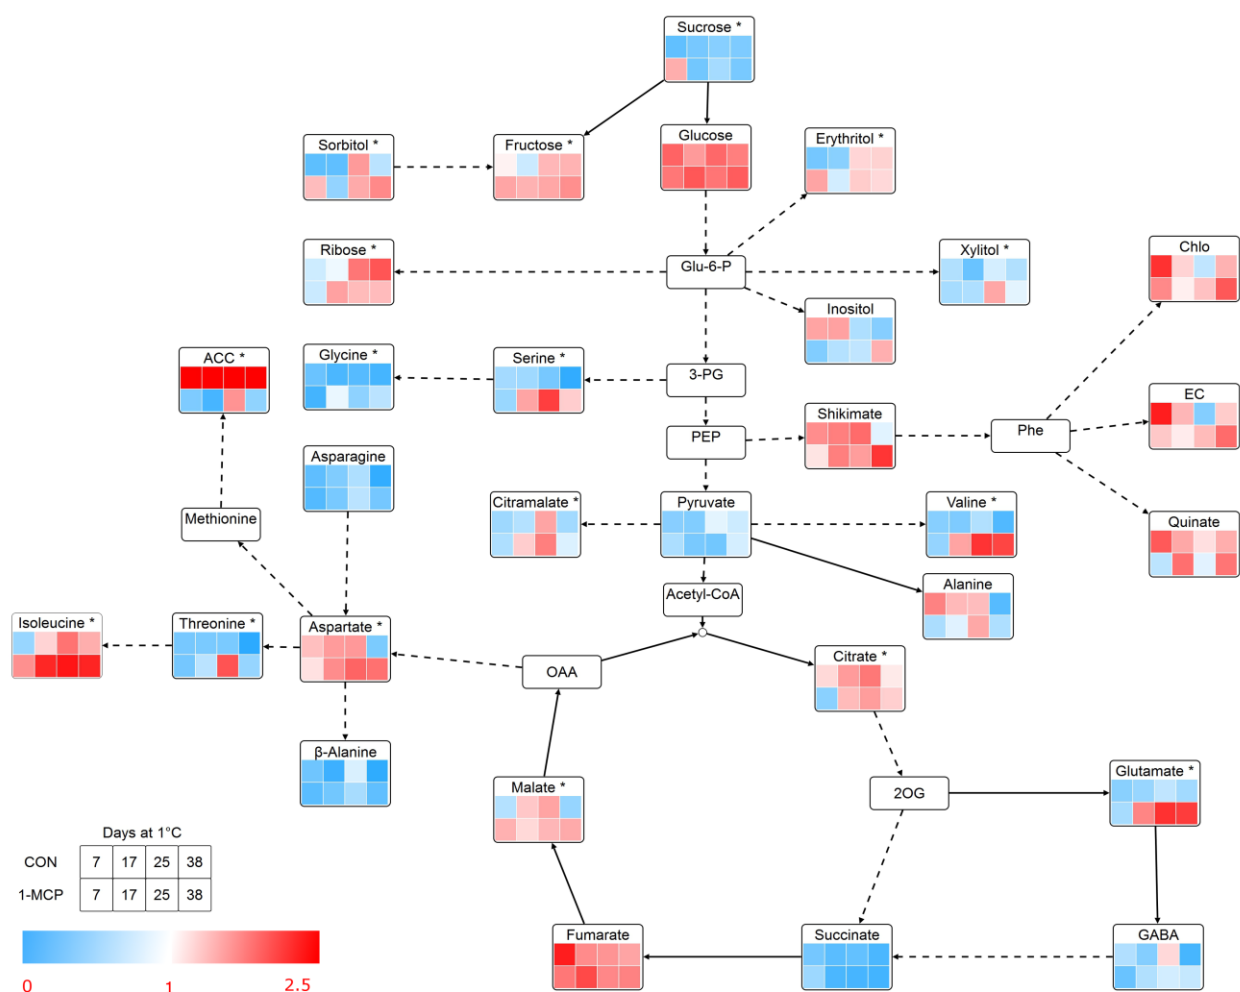 Sucrose *
Sorbitol *
Fructose *
Glucose
Erythritol *
Ribose *
Glu-6-P
Xylitol *
Chlo
Inositol
ACC *
Glycine *
Serine *
3-PG
EC
Shikimate
Phe
PEP
Asparagine
Citramalate *
Pyruvate
Valine *
Methionine
Quinate
Alanine
Acetyl-CoA
Isoleucine *
Threonine *
Aspartate *
OAA
Citrate *
β-Alanine
Malate *
2OG
Glutamate *
Days at 1°C
CON 7 17 25 38
1-MCP 7 17 25 38
Fumarate
Succinate
GABA
0 1 2.5